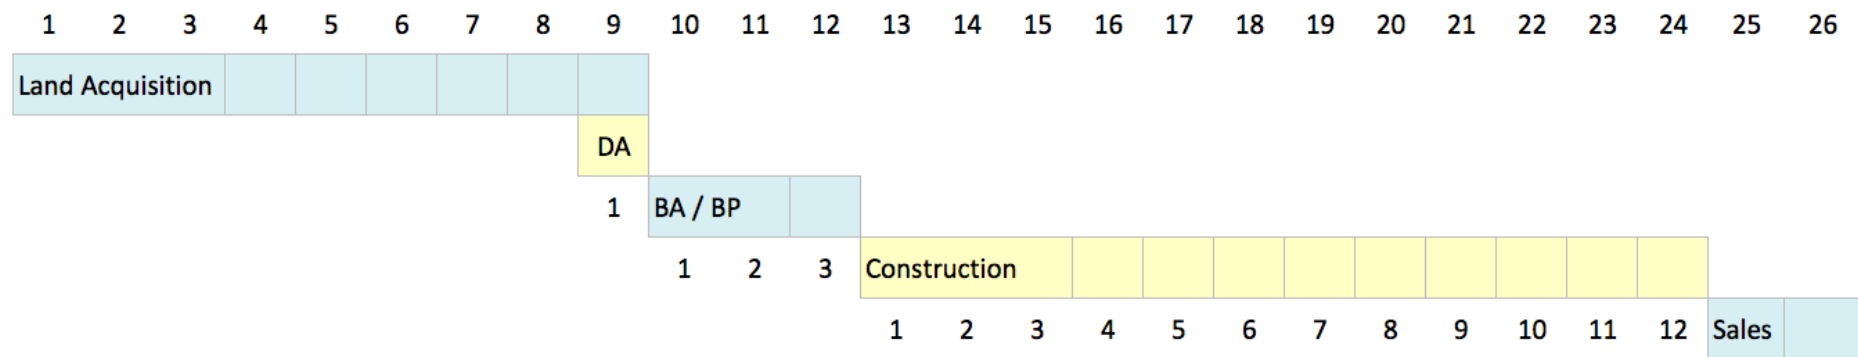 1 2 3 4 5 6 7 8 9 10 11 12 13 14 15 16 17 18 19 20 21 22 23 24 25 26
Land Acquisition
DA
1 BA / BP
1 2 3 Construction
1 2 3 4 5 6 7 8 9 10 11 12 Sales